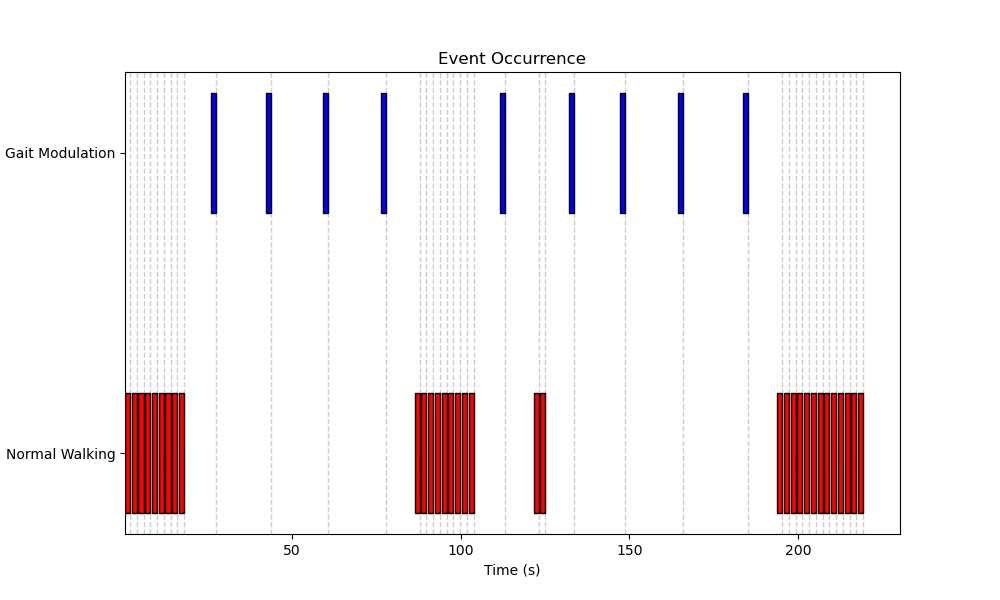 Event Occurrence
Gait Modulation
Normal Walking
50 100 150 200
Time (s)